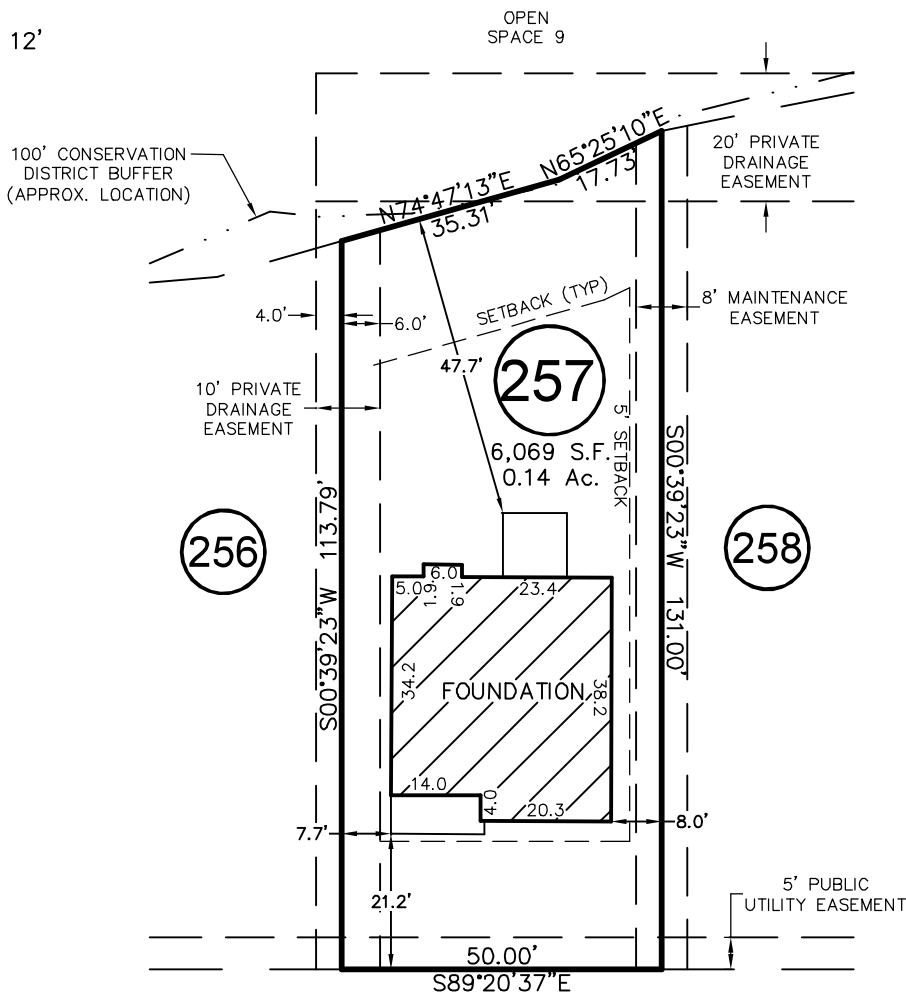 12'
OPEN
SPACE 9
100' CONSERVATION
DISTRICT BUFFER
(APPROX. LOCATION)
N74°47'13"E
35.31'
N65°25'10"E
17.73'
20' PRIVATE
DRAINAGE
EASEMENT
4.0'
6.0'
SETBACK (TYP)
8' MAINTENANCE
EASEMENT
47.7'
257
6,069 S.F.
0.14 Ac.
10' PRIVATE
DRAINAGE
EASEMENT
5' SETBACK
S00°39'23"W 113.79'
S00°39'23"W 131.00'
256
258
5.0
6.0
1.9
1.9
23.4
34.2
FOUNDATION
38.2
14.0
4.0
20.3
7.7'
8.0'
21.2'
5' PUBLIC
UTILITY EASEMENT
50.00'
S89°20'37"E